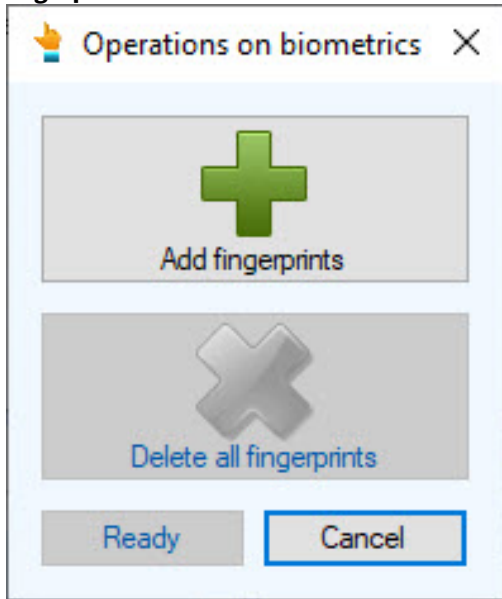 Operations on biometrics
Add fingerprints
Delete all fingerprints
Ready
Cancel